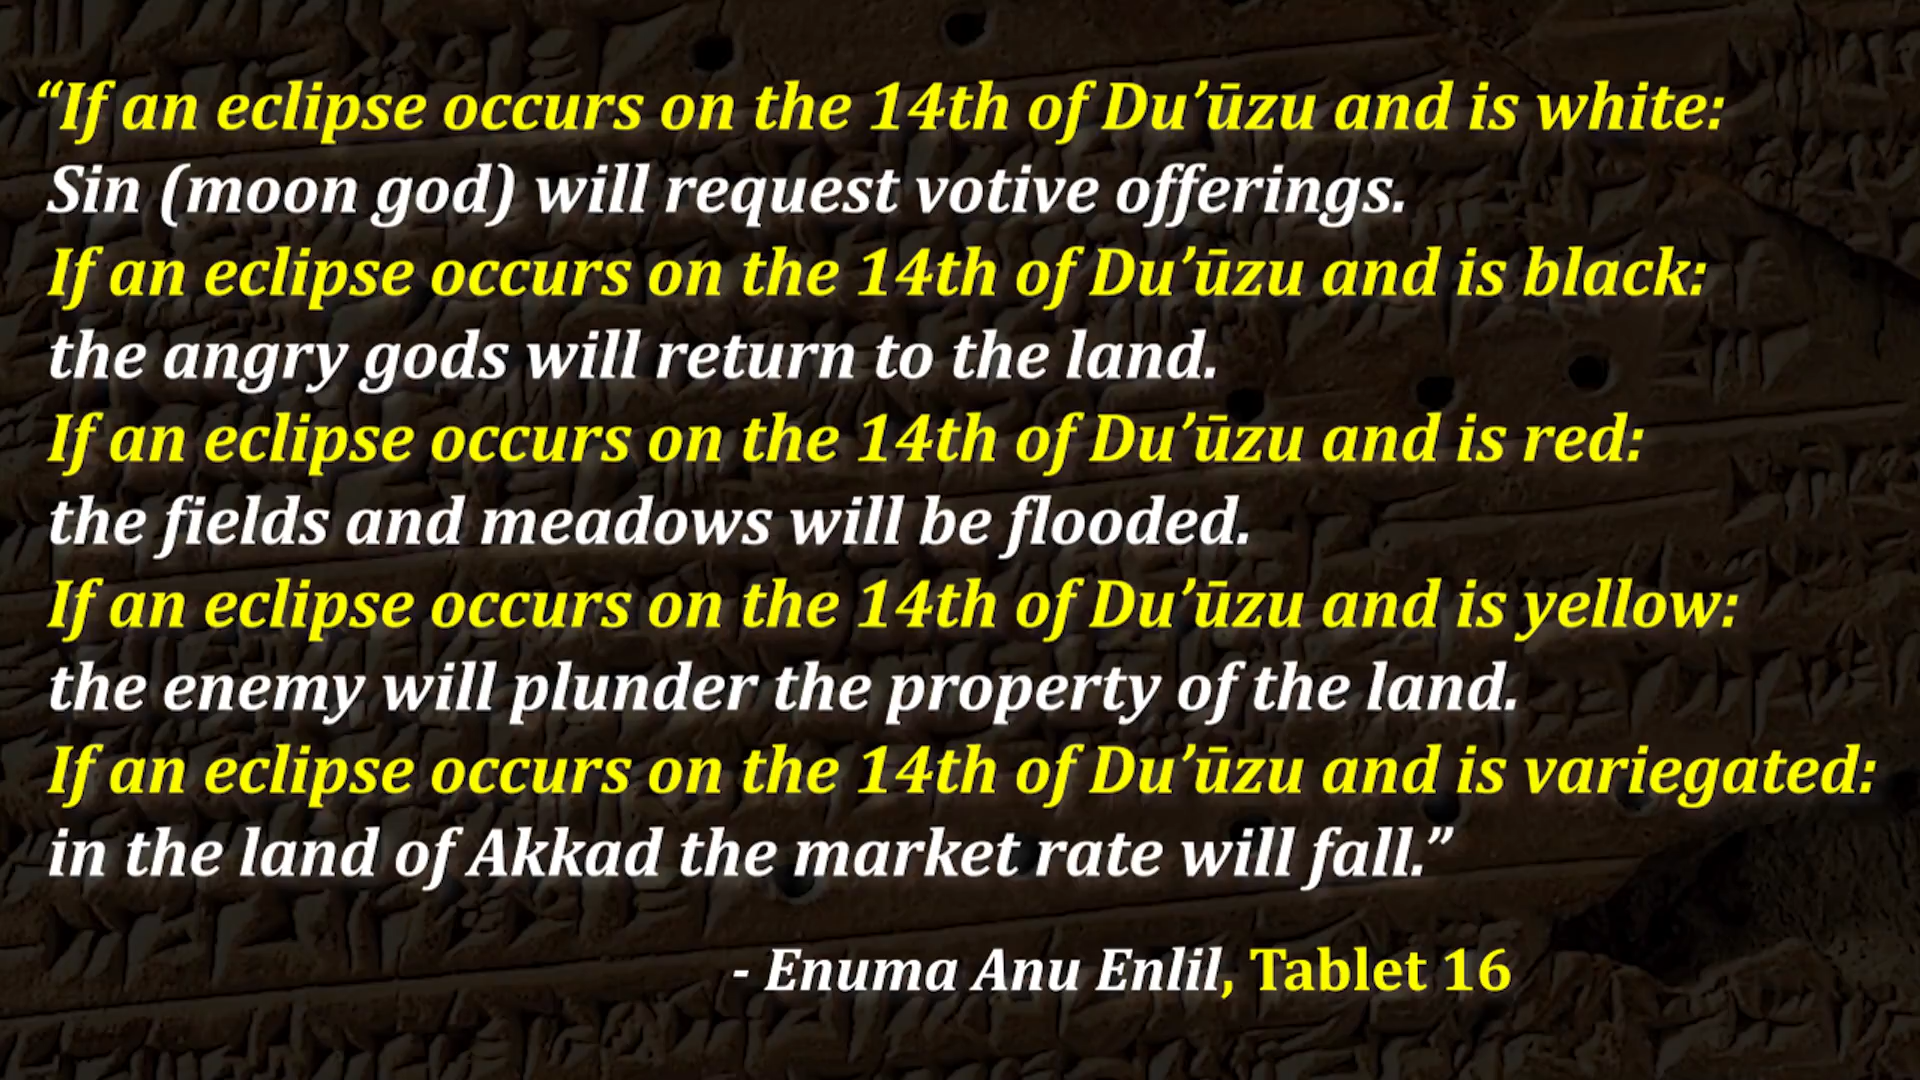 “If an eclipse occurs on the 14th of Du’ūzu and is white:
Sin (moon god) will request votive offerings.
If an eclipse occurs on the 14th of Du’ūzu and is black:
the angry gods will return to the land.
If an eclipse occurs on the 14th of Du’ūzu and is red:
the fields and meadows will be flooded.
If an eclipse occurs on the 14th of Du’ūzu and is yellow:
the enemy will plunder the property of the land.
If an eclipse occurs on the 14th of Du’ūzu and is variegated:
in the land of Akkad the market rate will fall.”
- Enuma Anu Enlil, Tablet 16